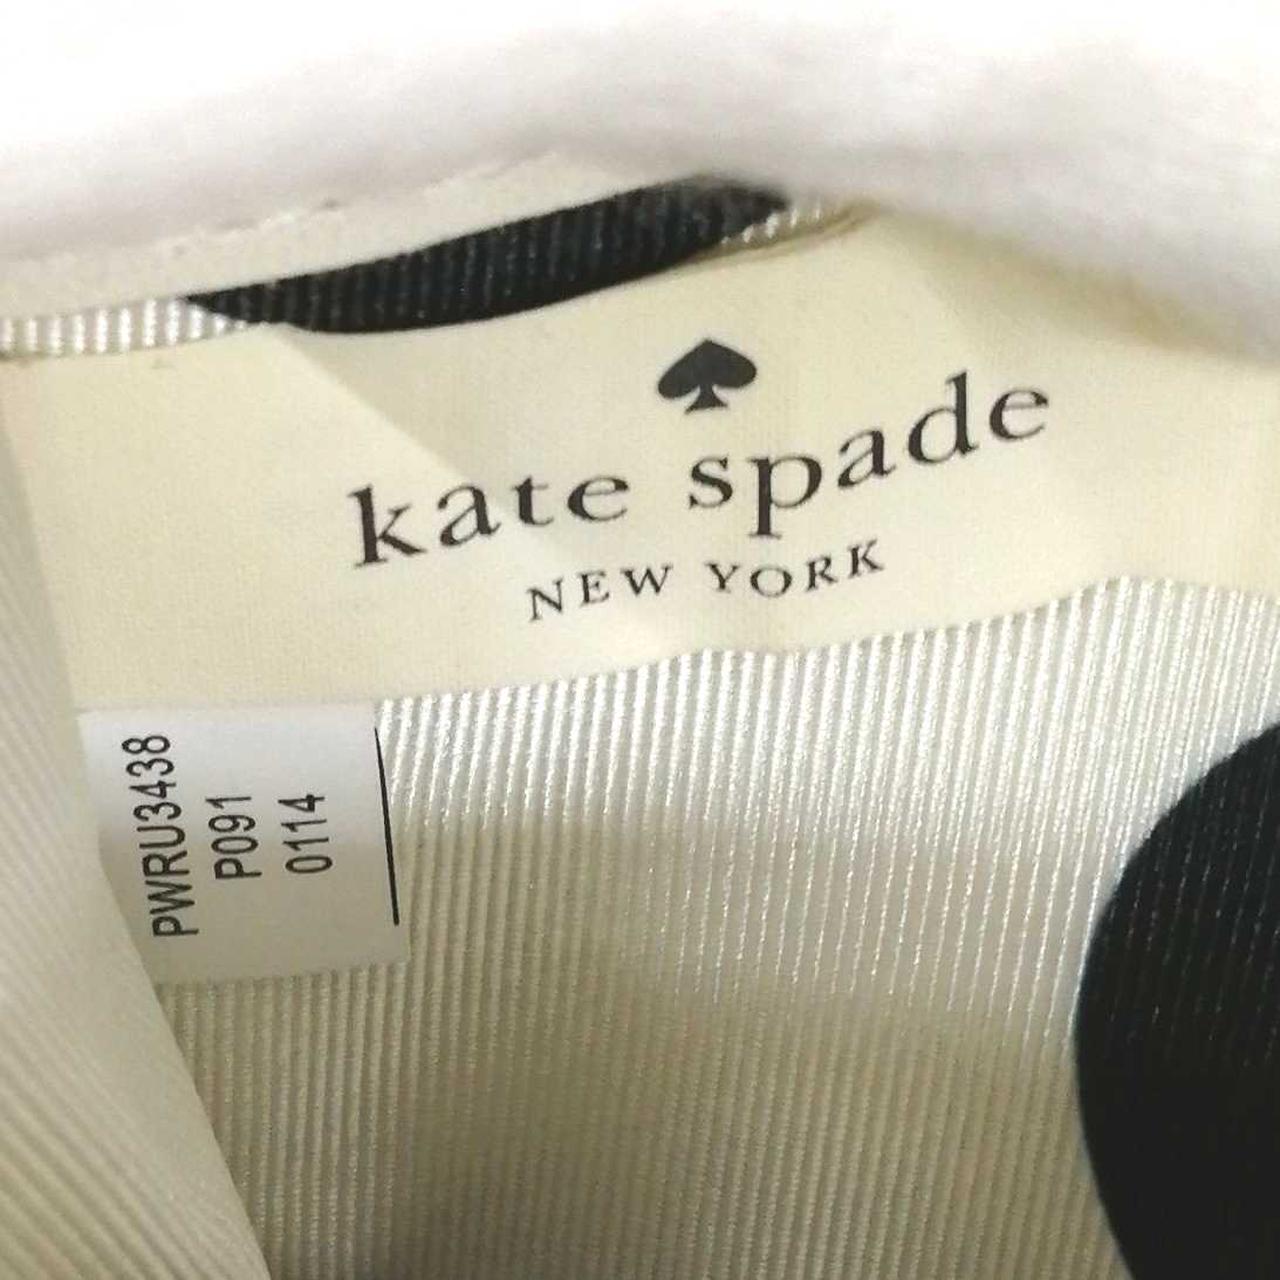 kate spade
NEW YORK
PWRU3438
P091
0114